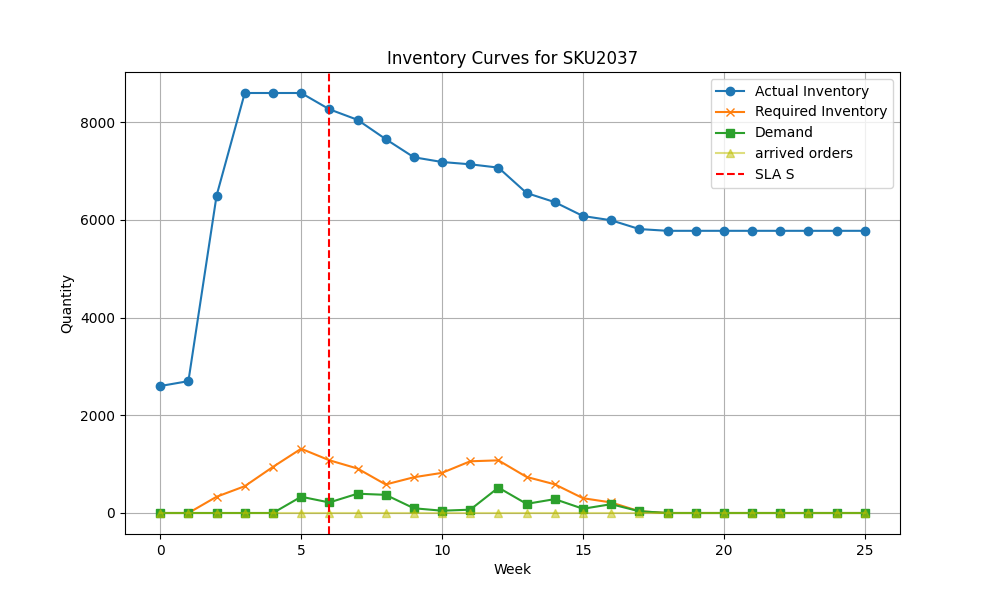 Inventory Curves for SKU2037
Actual Inventory
Required Inventory
Demand
arrived orders
SLA S
Quantity
8000
6000
4000
2000
0
0 5 10 15 20 25
Week